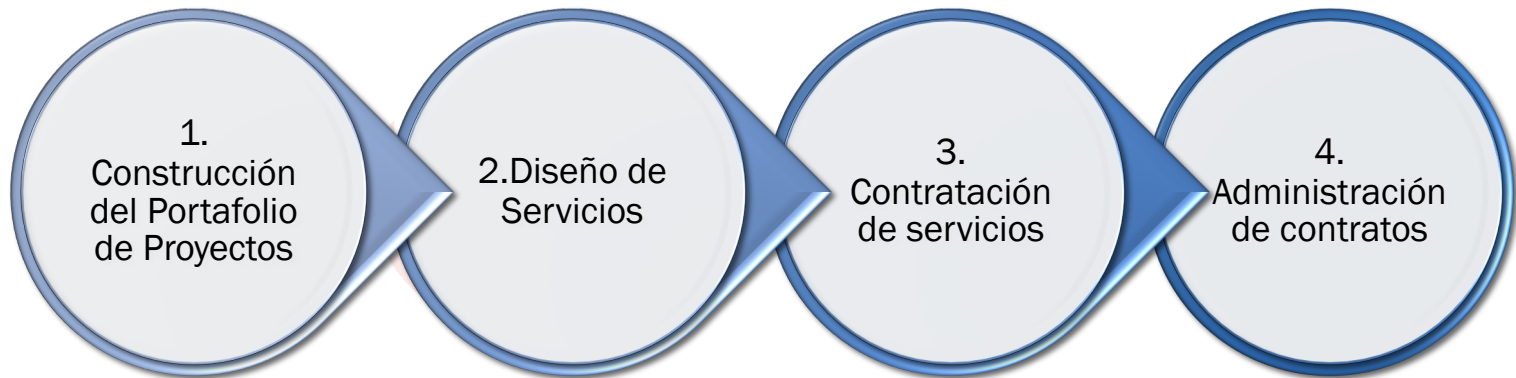 1.
Construcción
del Portafolio
de Proyectos
2.Diseño de
Servicios
3.
Contratación
de servicios
4.
Administración
de contratos